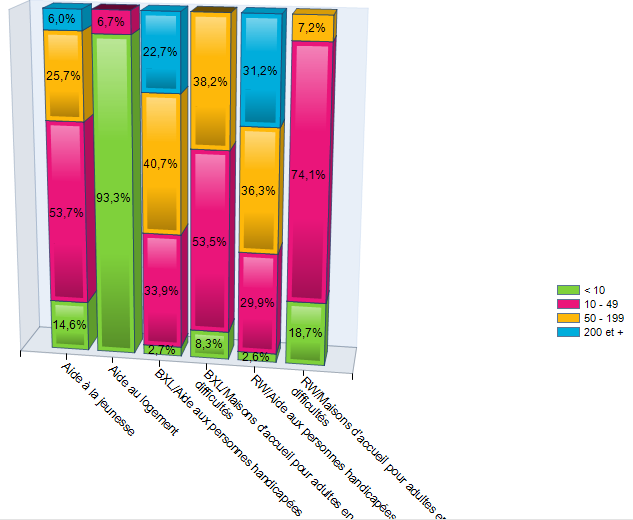 6,0%
6,7%
22,7%
38,2%
31,2%
7,2%
25,7%
40,7%
36,3%
74,1%
53,7%
93,3%
33,9%
53,5%
29,9%
18,7%
14,6%
2,7%
8,3%
2,6%
< 10
10 - 49
50 - 199
200 et +
Aide à la jeunesse
Aide au logement
BXL/Aide aux personnes handicapées
BXL/Maisons d'accueil pour adultes en
difficultés
RW/Aide aux personnes handicapées
RW/Maisons d'accueil pour adultes
difficultés